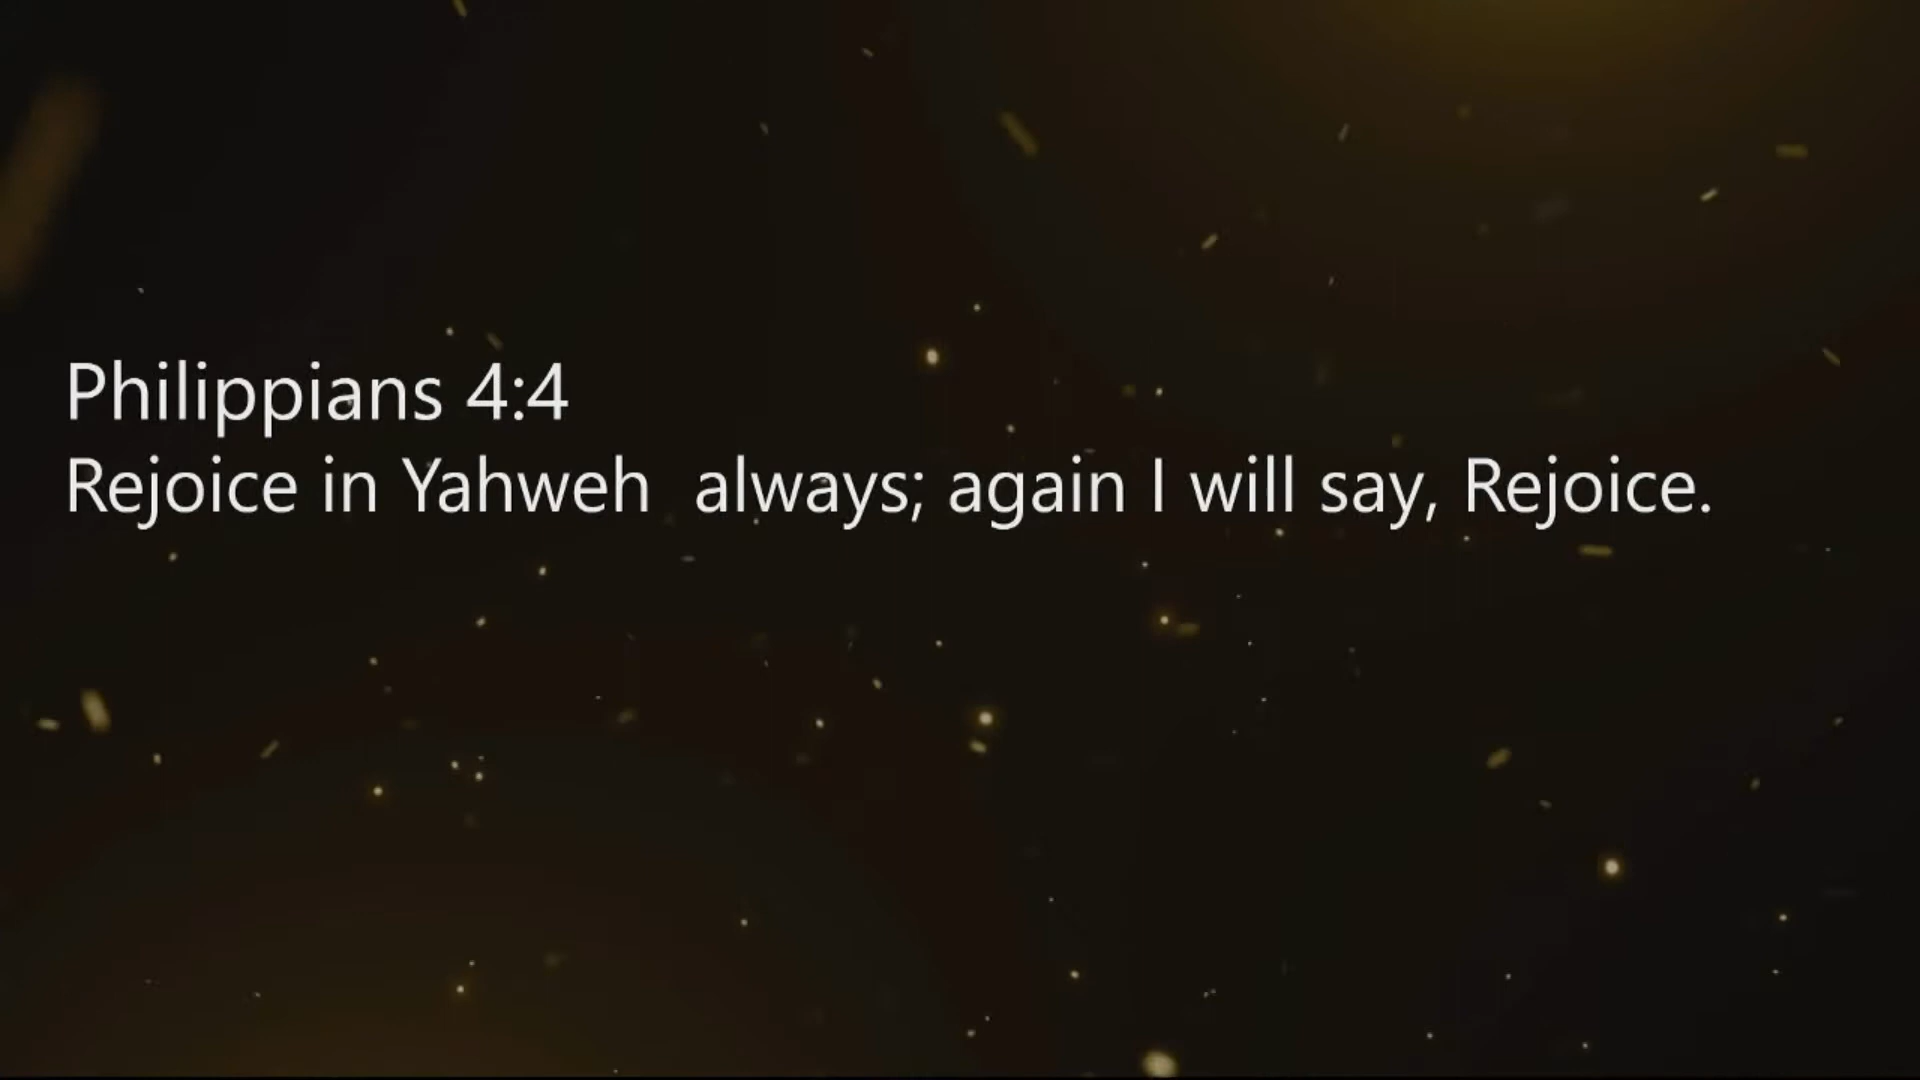 Philippians 4:4
Rejoice in Yahweh  always; again I will say, Rejoice.